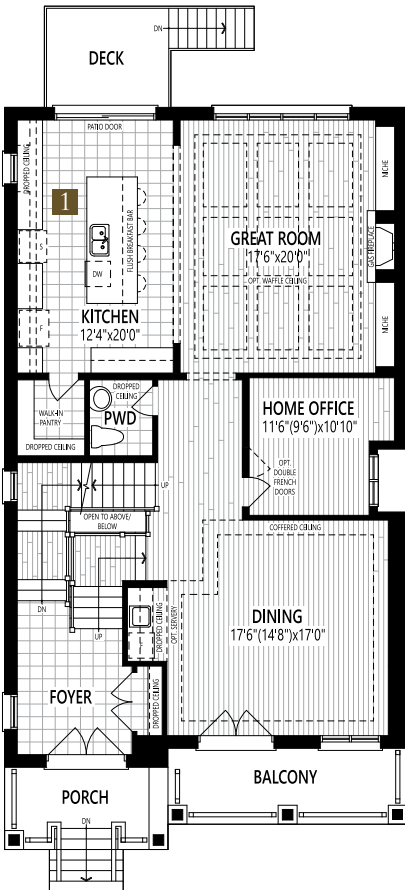 DN
DECK
PATIO DOOR
DROPPED CEILING
1
NICHE
S
DW
FLUSH BREAKFAST BAR
GREAT ROOM
17'6"x20'0"
OPT. WAFFLE CEILING
GAS FIREPLACE
F
KITCHEN
12'4"x20'0"
NICHE
WALK-IN
PANTRY
DROPPED CEILING
DROPPED
CEILING
PWD
HOME OFFICE
11'6"(9'6")x10'10"
OPT.
DOUBLE
FRENCH
DOORS
UP
OPEN TO ABOVE/
BELOW
COFFERED CEILING
DN
UP
DROPPED CEILING
OPT. SERVERY
DINING
17'6"(14'8")x17'0"
FOYER
DROPPED CEILING
BALCONY
PORCH
DN